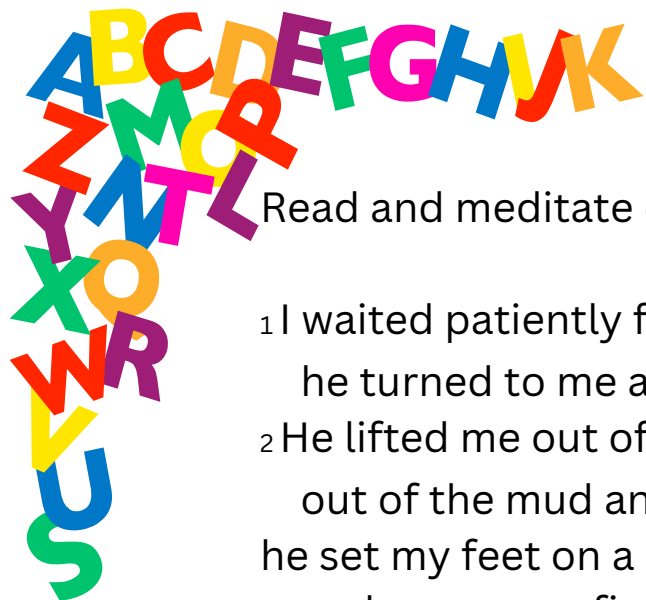 A B C D E F G H I J K
Z M O P
Y N T L
X Q
W R
V
U
S
Read and meditate
1 I waited patiently f
he turned to me a
2 He lifted me out of
out of the mud an
he set my feet on a